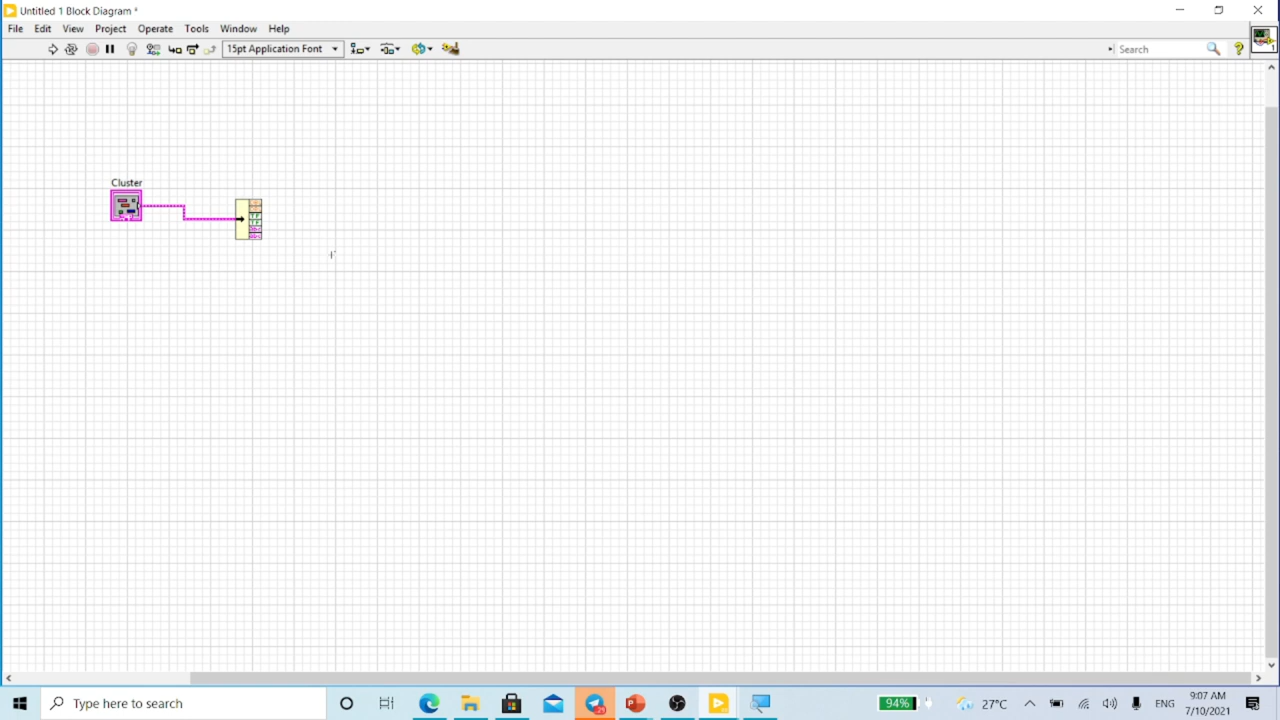 Untitled 1 Block Diagram *
File Edit View Project Operate Tools Window Help
15pt Application Font
Search
Cluster
Type here to search
94%
27°C
ENG
9:07 AM
7/10/2021